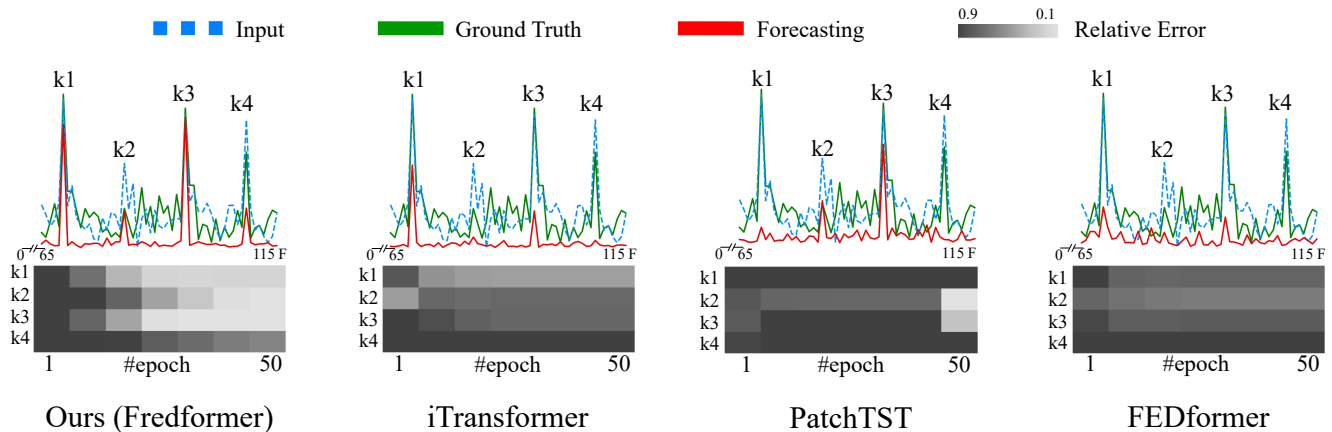 Input
Ground Truth
Forecasting
0.9 0.1
Relative Error
k1 k2 k3 k4
0 65 115 F
k1
k2
k3
k4
1 #epoch 50
Ours (Fredformer)
k1 k2 k3 k4
0 65 115 F
k1
k2
k3
k4
1 #epoch 50
iTransformer
k1 k2 k3 k4
0 65 115 F
k1
k2
k3
k4
1 #epoch 50
PatchTST
k1 k2 k3 k4
0 65 115 F
k1
k2
k3
k4
1 #epoch 50
FEDformer